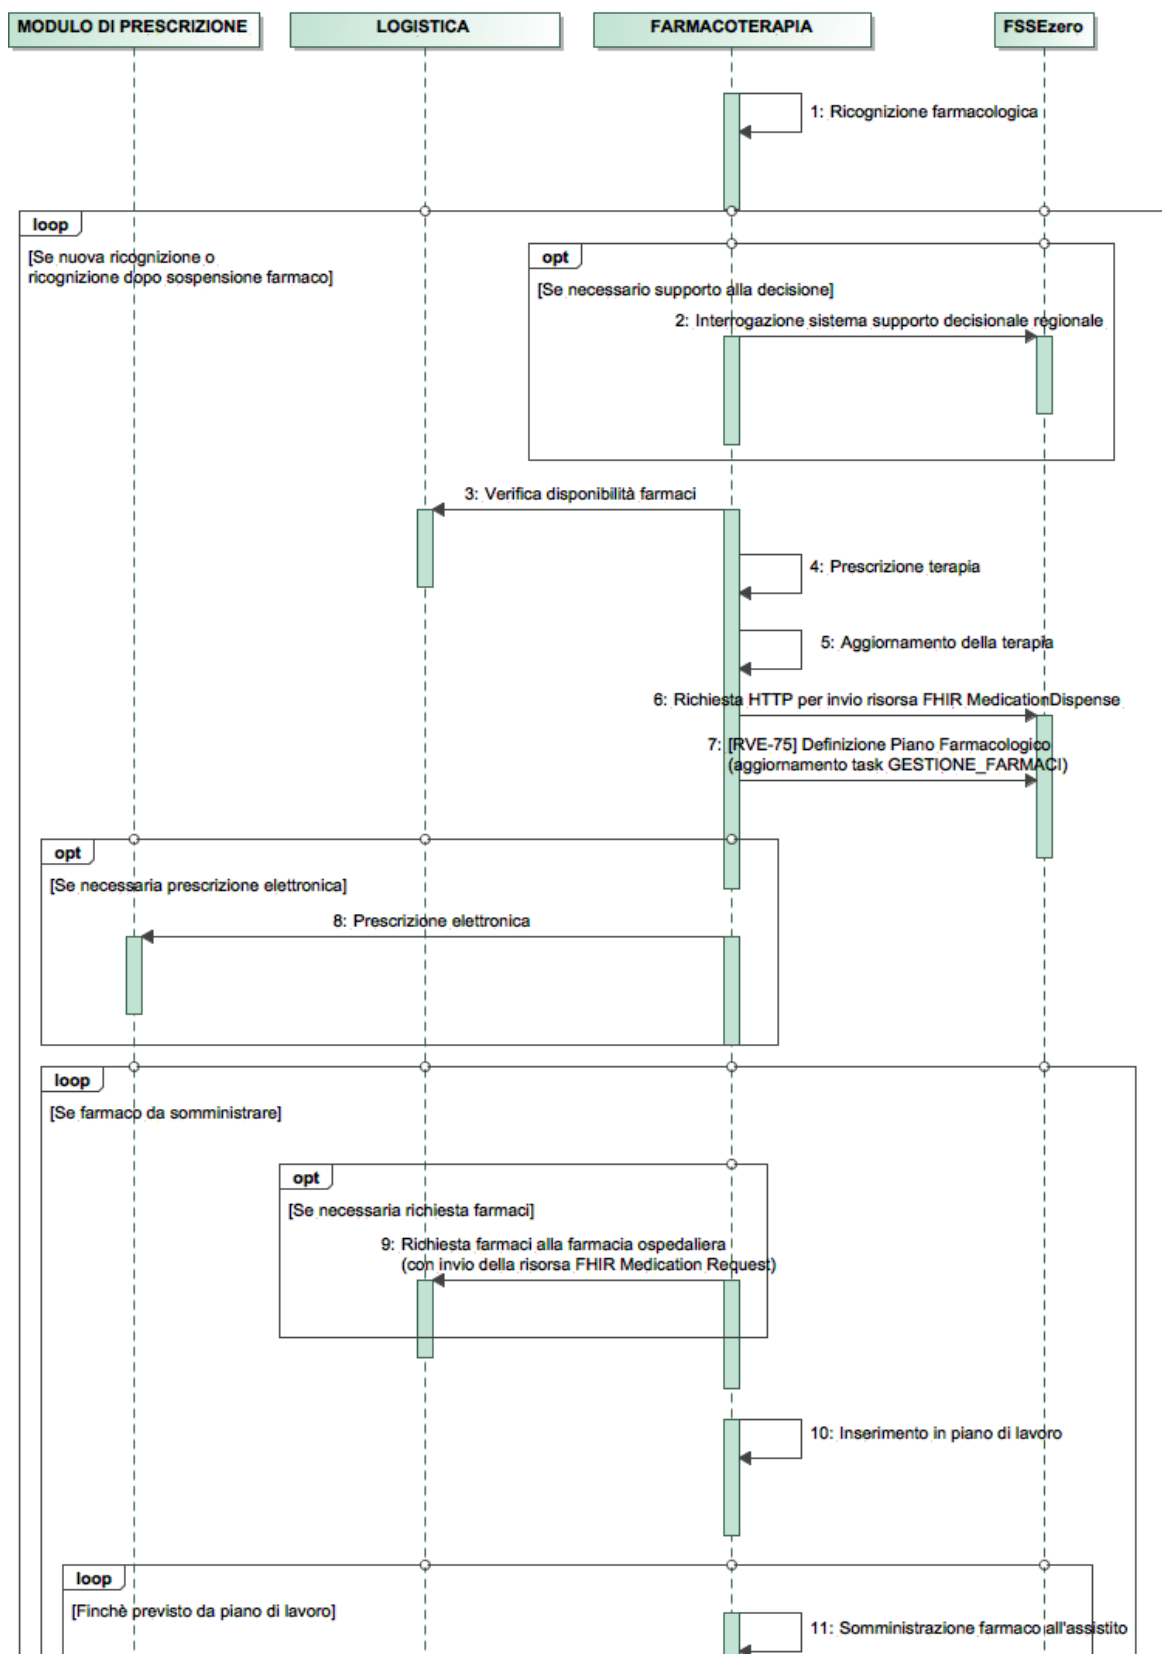 MODULO DI PRESCRIZIONE
LOGISTICA
FARMACOTERAPIA
FSSEzero
1: Ricognizione farmacologica
loop
[Se nuova ricognizione o
ricognizione dopo sospensione farmaco]
opt
[Se necessario supporto alla decisione]
2: Interrogazione sistema supporto decisionale regionale
3: Verifica disponibilità farmaci
4: Prescrizione terapia
5: Aggiornamento della terapia
6: Richiesta HTTP per invio risorsa FHIR MedicationDispense
7: [RVE-75] Definizione Piano Farmacologico
(aggiornamento task GESTIONE_FARMACI)
opt
[Se necessaria prescrizione elettronica]
8: Prescrizione elettronica
loop
[Se farmaco da somministrare]
opt
[Se necessaria richiesta farmaci]
9: Richiesta farmaci alla farmacia ospedaliera
(con invio della risorsa FHIR Medication Request)
10: Inserimento in piano di lavoro
loop
[Finchè previsto da piano di lavoro]
11: Somministrazione farmaco all'assistito